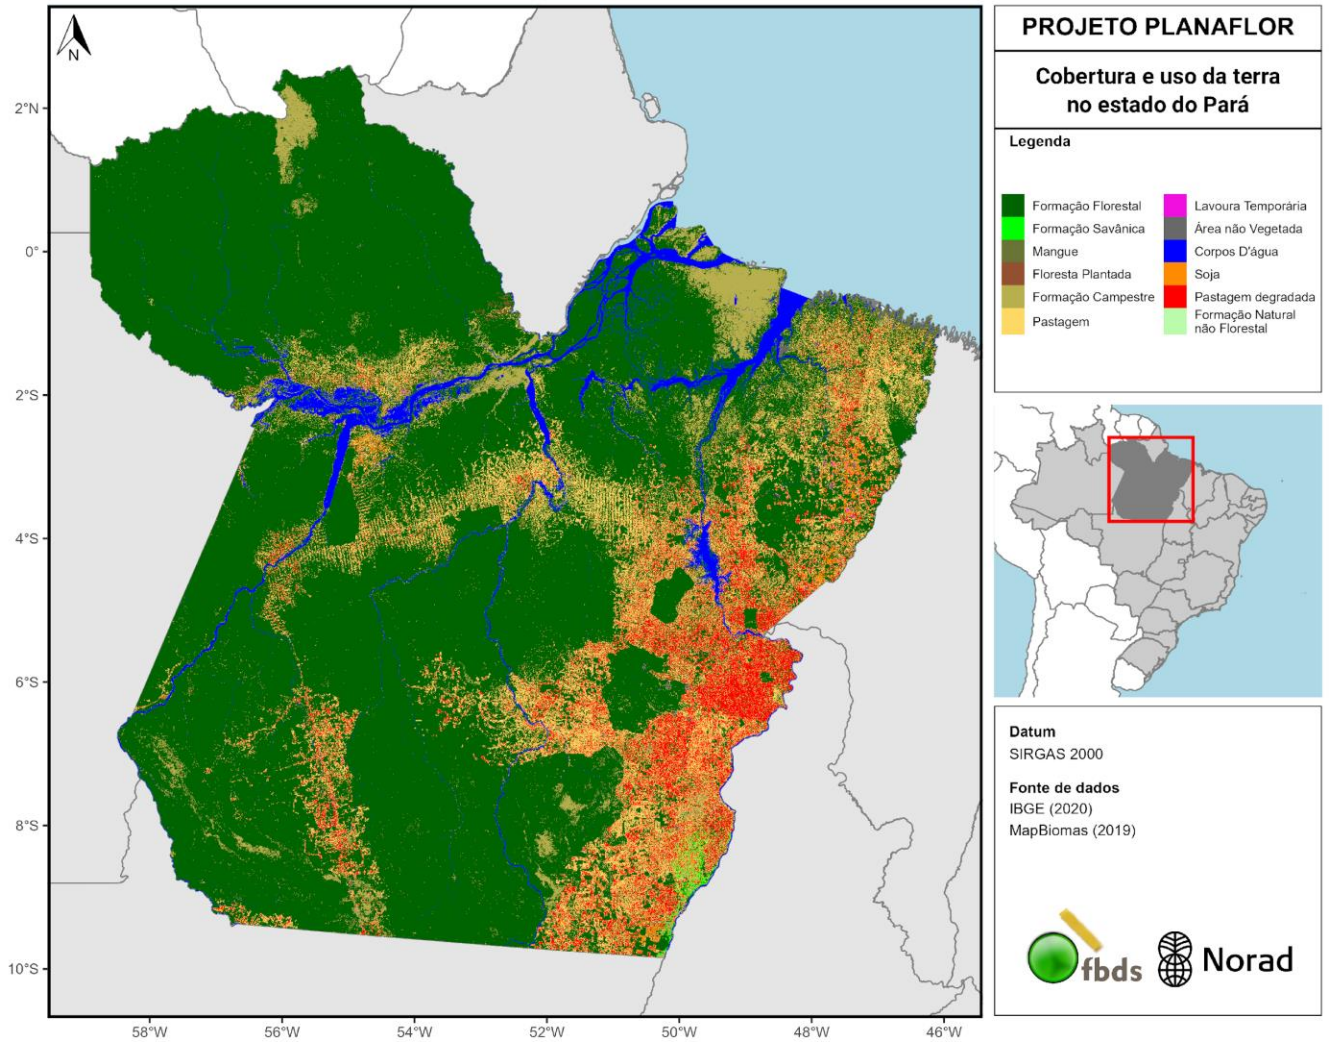 N
2°N
0°
2°S
4°S
6°S
8°S
10°S
58°W
56°W
54°W
52°W
50°W
48°W
46°W
PROJETO PLANAFLOR
Cobertura e uso da terra
no estado do Pará
Legenda
Formação Florestal
Formação Savânica
Mangue
Floresta Plantada
Formação Campestre
Pastagem
Lavoura Temporária
Área não Vegetada
Corpos D'água
Soja
Pastagem degradada
Formação Natural
não Florestal
Datum
SIRGAS 2000
Fonte de dados
IBGE (2020)
MapBiomas (2019)
fbds
Norad